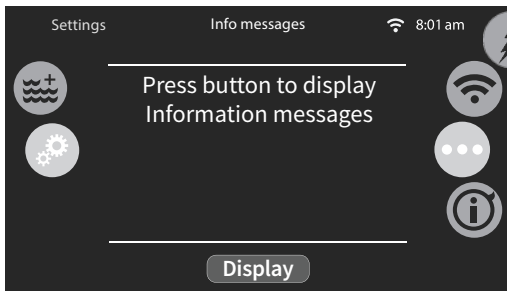 Settings
Info messages
8:01 am
Press button to display
Information messages
Display